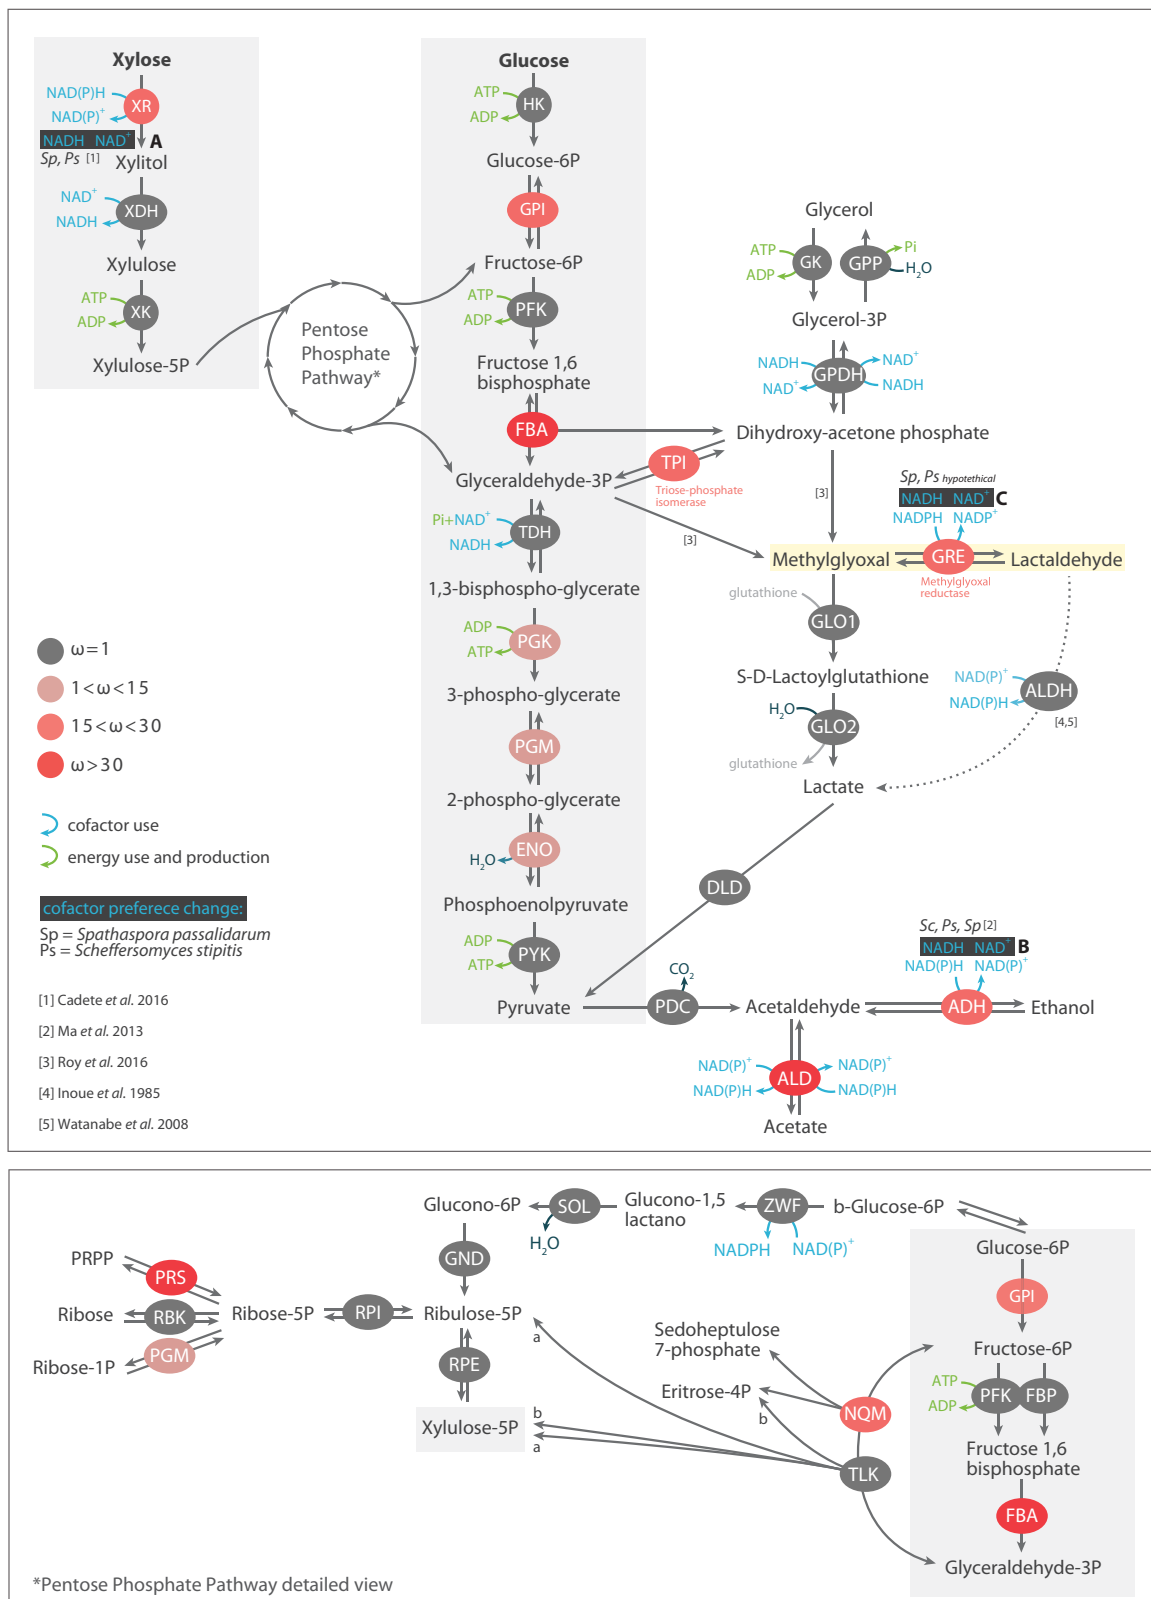 Xylose
NAD(P)H
XR
NAD(P)+
NADH NAD+ A
Sp, Ps [1]
Xylitol
NAD+
XDH
NADH
Xylulose
ATP
XK
ADP
Xylulose-5P
Pentose
Phosphate
Pathway*
Glucose
ATP
HK
ADP
Glucose-6P
GPI
Fructose-6P
ATP
PFK
ADP
Fructose 1,6
bisphosphate
FBA
Glyceraldehyde-3P
Pi+NAD+
TDH
NADH
1,3-bisphospho-glycerate
ADP
PGK
ATP
3-phospho-glycerate
PGM
2-phospho-glycerate
ENO
H2O
Phosphoenolpyruvate
ADP
PYK
ATP
Pyruvate
Glycerol
ATP
GK
ADP
GPP
Pi
H2O
Glycerol-3P
NADH
NAD+
GPDH
NAD+
NADH
Dihydroxy-acetone phosphate
TPI
Triose-phosphate
isomerase
[3]
[3]
Sp, Ps hypotethical
NADH NAD+ C
NADPH NADP+
Methylglyoxal
GRE
Lactaldehyde
Methylglyoxal
reductase
glutathione
GLO1
S-D-Lactoylglutathione
H2O
GLO2
glutathione
Lactate
NAD(P)+
ALDH
NAD(P)H
[4,5]
DLD
CO2
PDC
Acetaldehyde
Sc, Ps, Sp [2]
NADH NAD+ B
NAD(P)H NAD(P)+
ADH
Ethanol
NAD(P)+
NAD(P)+
ALD
NAD(P)H
NAD(P)H
Acetate
ω=1
1<ω<15
15<ω<30
ω>30
cofactor use
energy use and production
cofactor preferece change:
Sp = Spathaspora passalidarum
Ps = Scheffersomyces stipitis
[1] Cadete et al. 2016
[2] Ma et al. 2013
[3] Roy et al. 2016
[4] Inoue et al. 1985
[5] Watanabe et al. 2008
Glucono-6P
SOL
H2O
Glucono-1,5
lactano
ZWF
NADPH
NAD(P)+
b-Glucose-6P
Glucose-6P
GND
PRPP
PRS
Ribose
RBK
Ribose-1P
PGM
Ribose-5P
RPI
Ribulose-5P
RPE
Xylulose-5P
a
b
a
Sedoheptulose
7-phosphate
Eritrose-4P
b
NQM
TLK
GPI
Fructose-6P
ATP
PFK
FBP
ADP
Fructose 1,6
bisphosphate
FBA
Glyceraldehyde-3P
*Pentose Phosphate Pathway detailed view